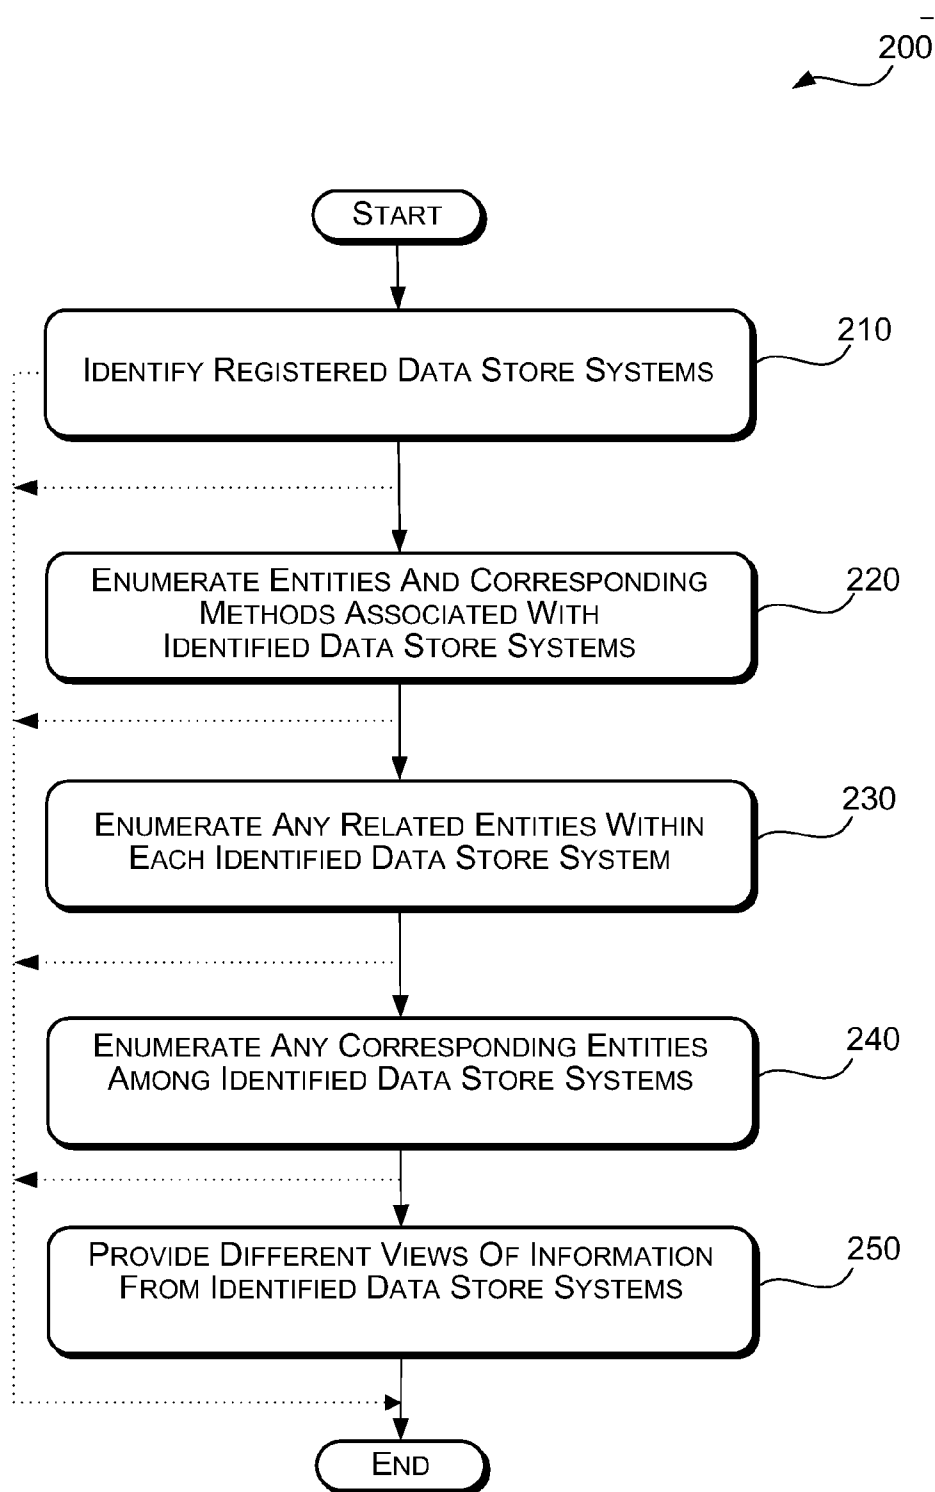 200
START
IDENTIFY REGISTERED DATA STORE SYSTEMS
210
ENUMERATE ENTITIES AND CORRESPONDING
METHODS ASSOCIATED WITH
IDENTIFIED DATA STORE SYSTEMS
220
ENUMERATE ANY RELATED ENTITIES WITHIN
EACH IDENTIFIED DATA STORE SYSTEM
230
ENUMERATE ANY CORRESPONDING ENTITIES
AMONG IDENTIFIED DATA STORE SYSTEMS
240
PROVIDE DIFFERENT VIEWS OF INFORMATION
FROM IDENTIFIED DATA STORE SYSTEMS
250
END